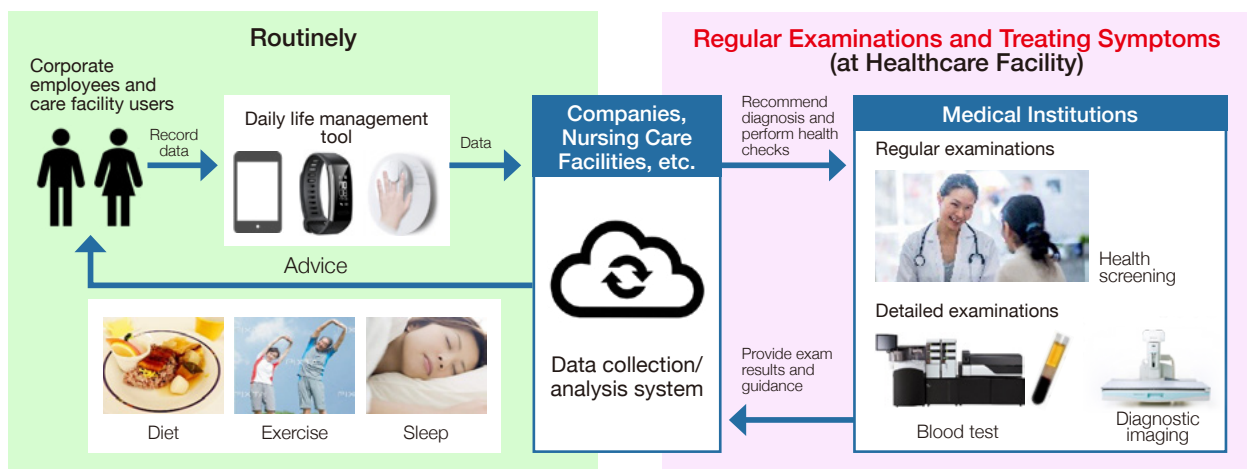 Routinely
Corporate
employees and
care facility users
Record
data
Daily life management
tool
Data
Advice
Diet
Exercise
Sleep
Companies,
Nursing Care
Facilities, etc.
Data collection/
analysis system
Regular Examinations and Treating Symptoms
(at Healthcare Facility)
Recommend
diagnosis and
perform health
checks
Provide exam
results and
guidance
Medical Institutions
Regular examinations
Health
screening
Detailed examinations
Blood test
Diagnostic
imaging